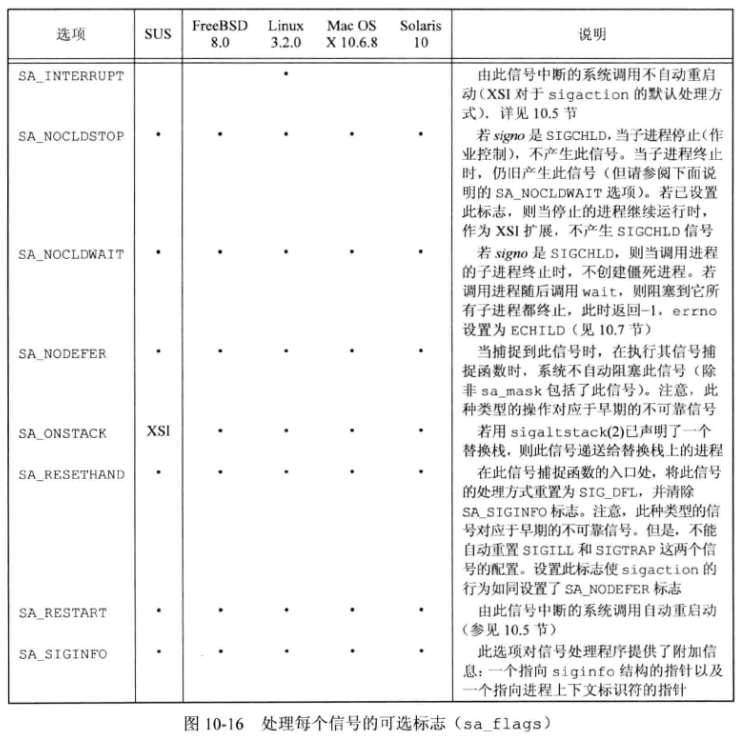 选项 SUS FreeBSD 8.0 Linux 3.2.0 Mac OS X 10.6.8 Solaris 10 说明
SA_INTERRUPT • 由此信号中断的系统调用不自动重启
动(XSI 对于 sigaction 的默认处理方
式)．详见 10.5 节
SA_NOCLDSTOP • • • • • 若 signo 是 SIGCHLD，当子进程停止(作
业控制)，不产生此信号。当子进程终止
时，仍旧产生此信号（但请参阅下面说
明的 SA_NOCLDWAIT 选项）。若已设置
此标志，则当停止的进程继续运行时，
作为 XSI 扩展，不产生 SIGCHLD 信号
SA_NOCLDWAIT • • • • • 若 signo 是 SIGCHLD，则当调用进程
的子进程终止时，不创建僵死进程。若
调用进程随后调用 wait，则阻塞到它所
有子进程都终止，此时返回-1，errno
设置为 ECHILD（见 10.7 节）
SA_NODEFER • • • • • 当捕捉到此信号时，在执行其信号捕
捉函数时，系统不自动阻塞此信号（除
非 sa_mask 包括了此信号）。注意，此
种类型的操作对应于早期的不可靠信号
SA_ONSTACK XSI • • • • 若用 sigaltstack(2)已声明了一个
替换栈，则此信号递送给替换栈上的进程
SA_RESETHAND • • • • • 在此信号捕捉函数的入口处，将此信号
的处理方式重置为 SIG_DFL，并清除
SA_SIGINFO 标志。注意，此种类型的信
号对应于早期的不可靠信号。但是，不能
自动重置 SIGILL 和 SIGTRAP 这两个信
号的配置。设置此标志使 sigaction 的
行为如同设置了 SA_NODEFER 标志
SA_RESTART • • • • • 由此信号中断的系统调用自动重启动
（参见 10.5 节）
SA_SIGINFO • • • • • 此选项对信号处理程序提供了附加信
息：一个指向 siginfo 结构的指针以及
一个指向进程上下文标识符的指针
图 10-16 处理每个信号的可选标志（sa_flags）